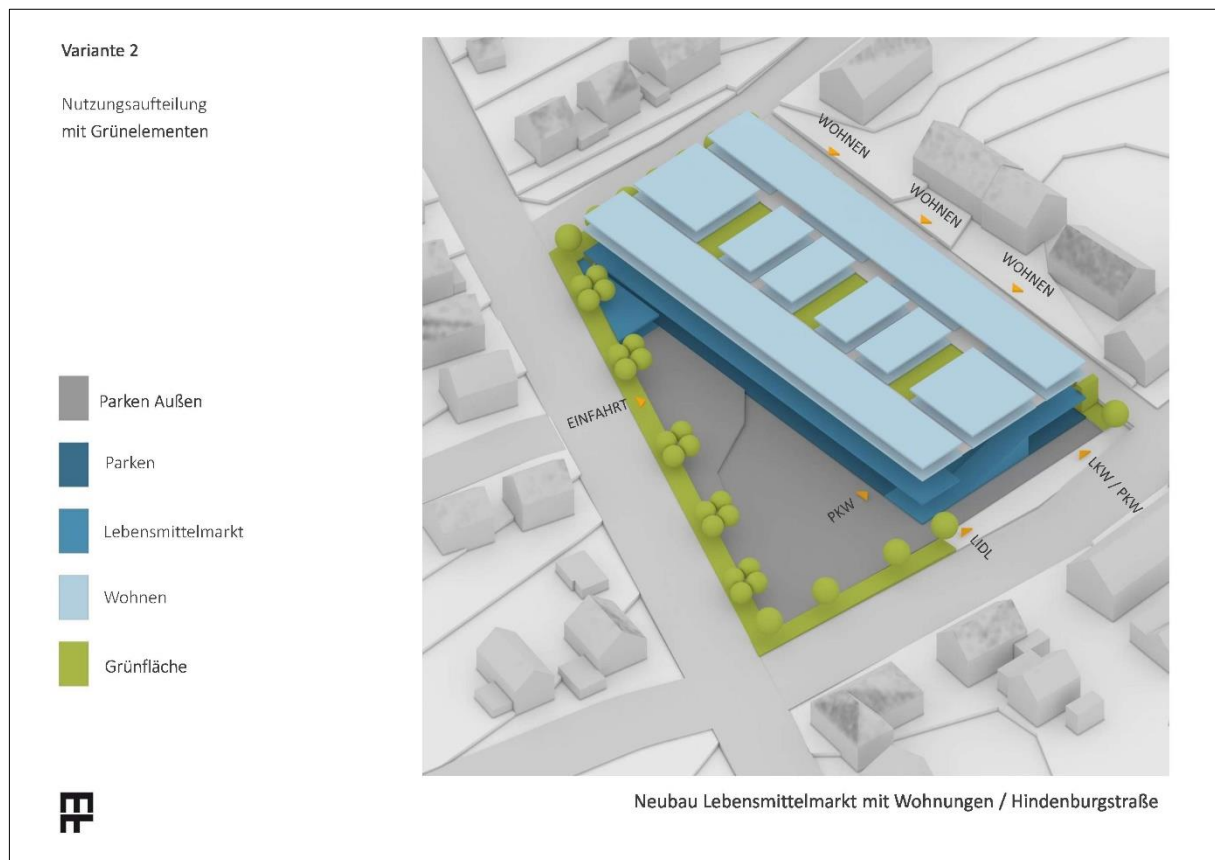 Variante 2
Nutzungsaufteilung
mit Grünelementen
WOHNEN
WOHNEN
WOHNEN
EINFAHRT
PKW
LKW / PKW
LIDL
Parken Außen
Parken
Lebensmittelmarkt
Wohnen
Grünfläche
Neubau Lebensmittelmarkt mit Wohnungen / Hindenburgstraße